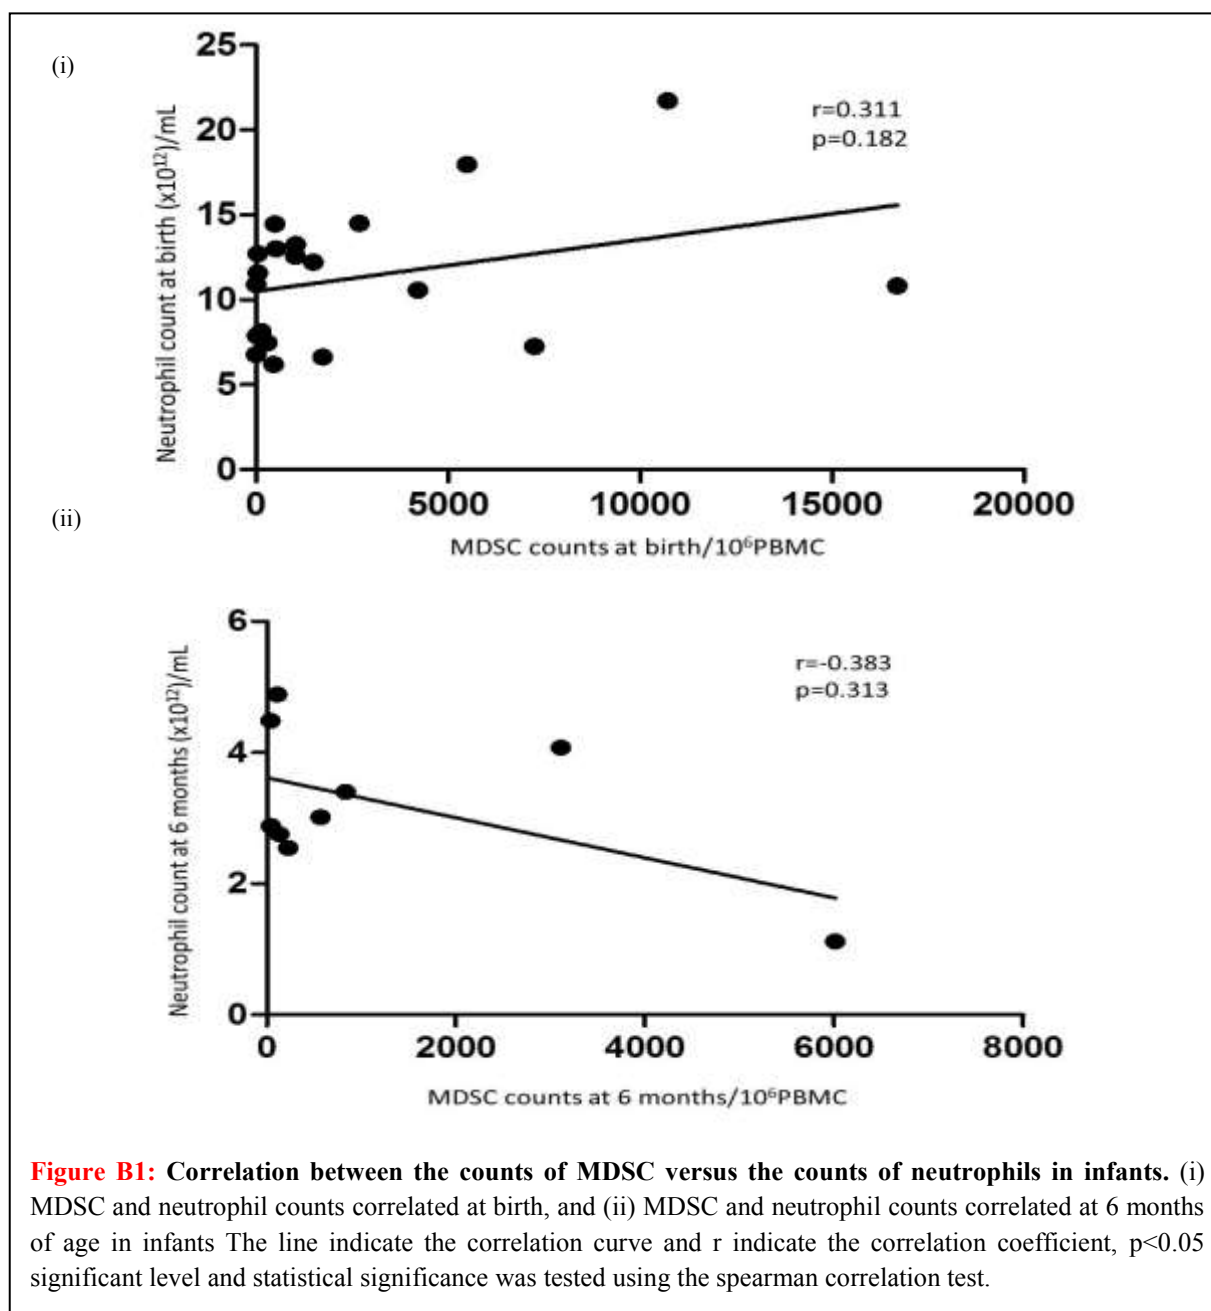 (i)
25
20
15
10
5
0
Neutrophil count at birth (x10¹²)/mL
r=0.311
p=0.182
0 5000 10000 15000 20000
MDSC counts at birth/10⁶PBMC
(ii)
6
4
2
0
Neutrophil count at 6 months (x10¹²)/mL
r=-0.383
p=0.313
0 2000 4000 6000 8000
MDSC counts at 6 months/10⁶PBMC
Figure B1: Correlation between the counts of MDSC versus the counts of neutrophils in infants. (i)
MDSC and neutrophil counts correlated at birth, and (ii) MDSC and neutrophil counts correlated at 6 months
of age in infants The line indicate the correlation curve and r indicate the correlation coefficient, p<0.05
significant level and statistical significance was tested using the spearman correlation test.